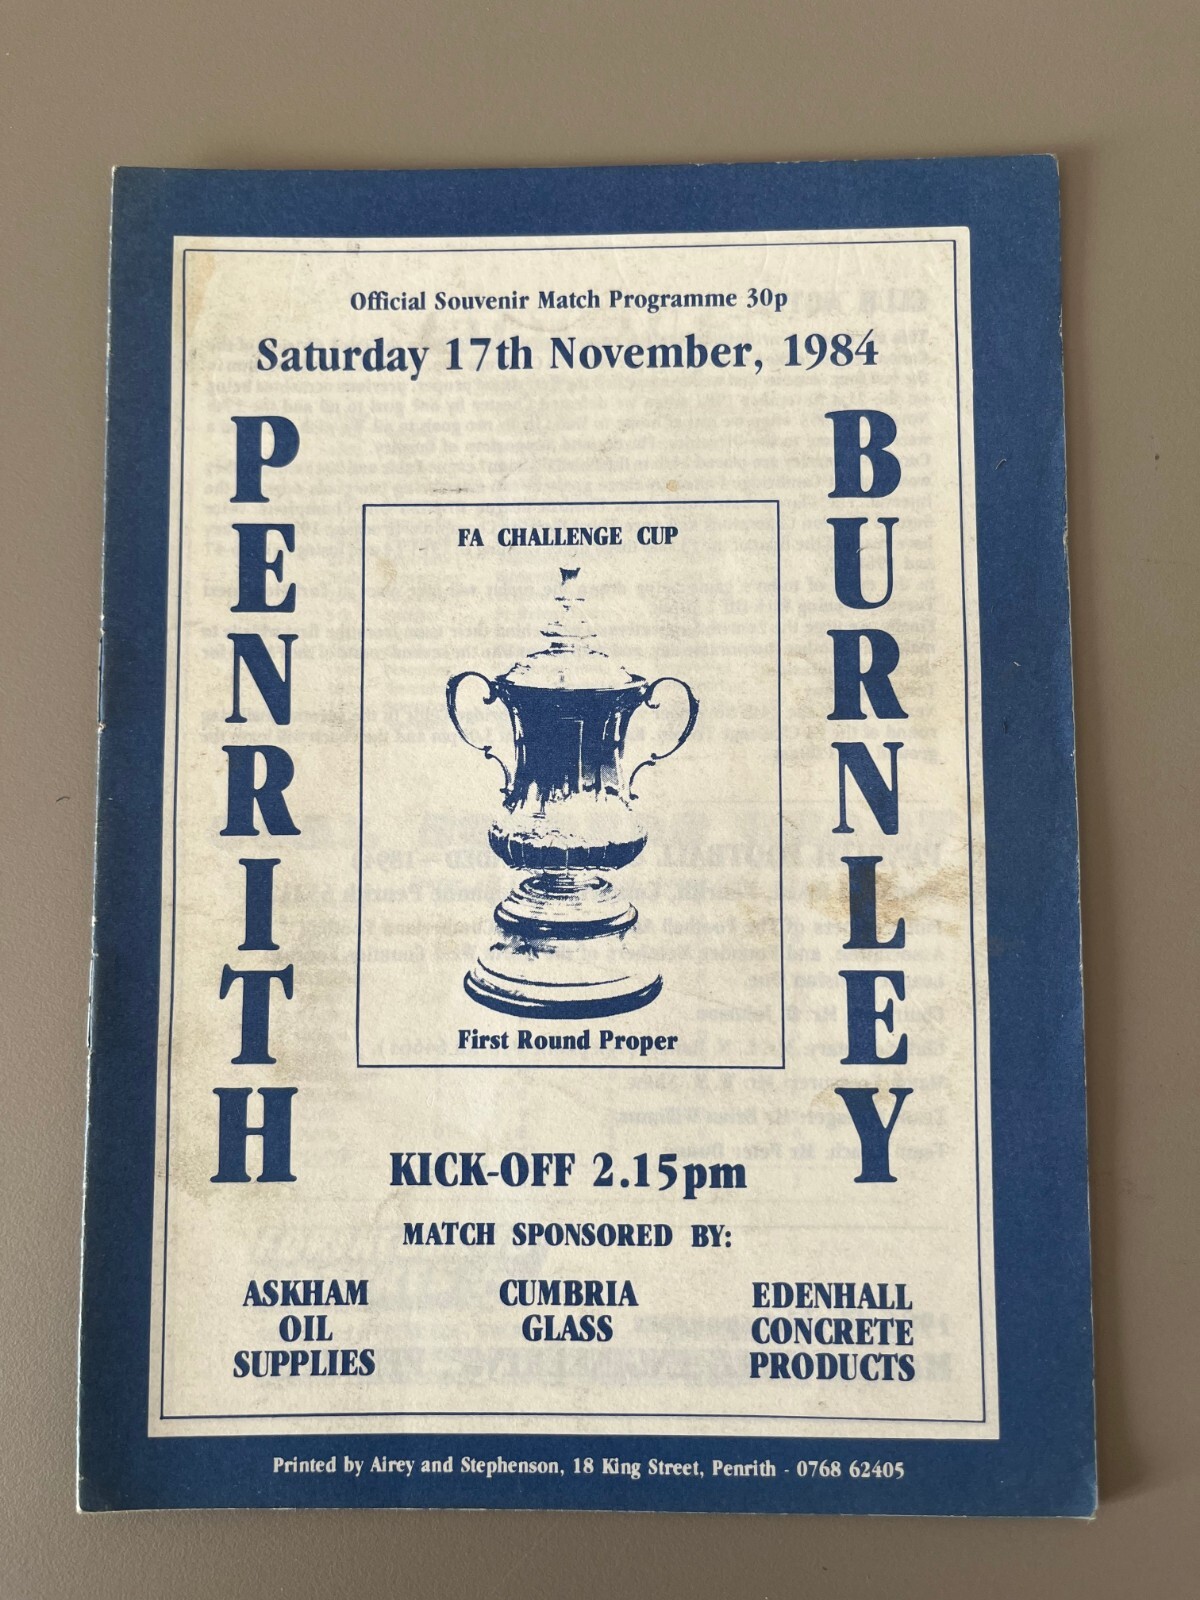 Official Souvenir Match Programme 30p
Saturday 17th November, 1984
PENRITH
BURNLEY
FA CHALLENGE CUP
First Round Proper
KICK-OFF 2.15pm
MATCH SPONSORED BY:
ASKHAM
OIL
SUPPLIES
CUMBRIA
GLASS
EDENHALL
CONCRETE
PRODUCTS
Printed by Airey and Stephenson, 18 King Street, Penrith - 0768 62405